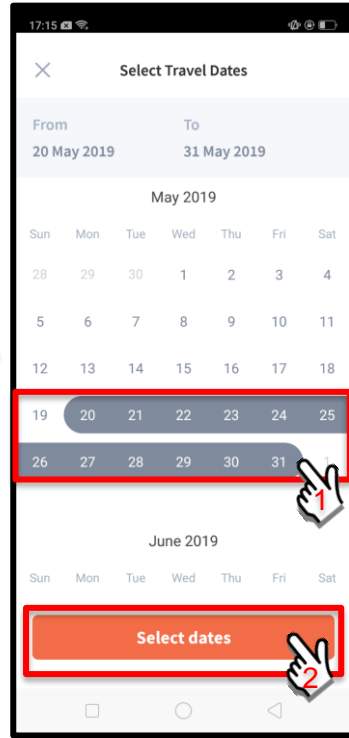 17:15
Select Travel Dates
From To
20 May 2019 31 May 2019
May 2019
Sun Mon Tue Wed Thu Fri Sat
28 29 30 1 2 3 4
5 6 7 8 9 10 11
12 13 14 15 16 17 18
19 20 21 22 23 24 25
26 27 28 29 30 31 1
1
June 2019
Sun Mon Tue Wed Thu Fri Sat
Select dates
2